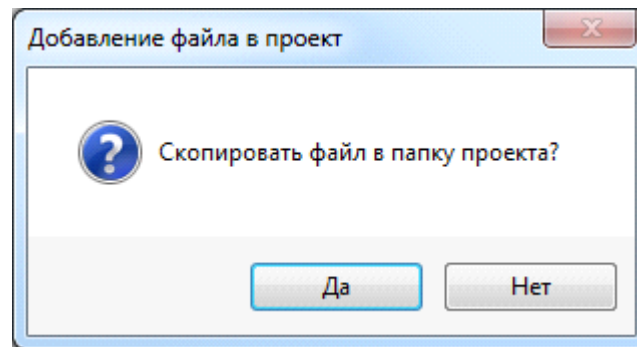 Добавление файла в проект
Скопировать файл в папку проекта?
Да
Нет